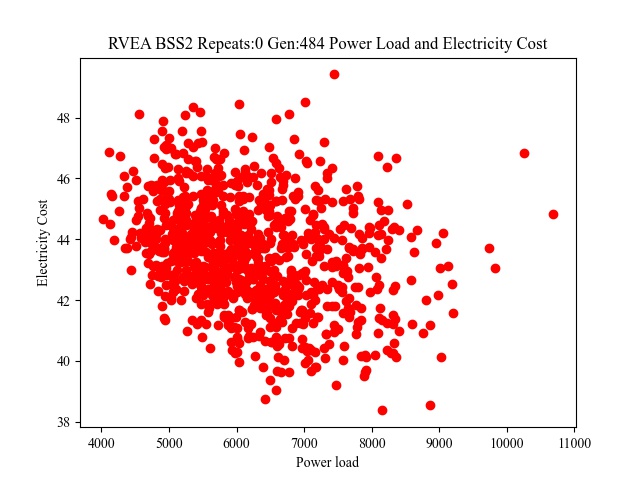 RVEA BSS2 Repeats:0 Gen:484 Power Load and Electricity Cost
Electricity Cost
48
46
44
42
40
38
4000 5000 6000 7000 8000 9000 10000 11000
Power load